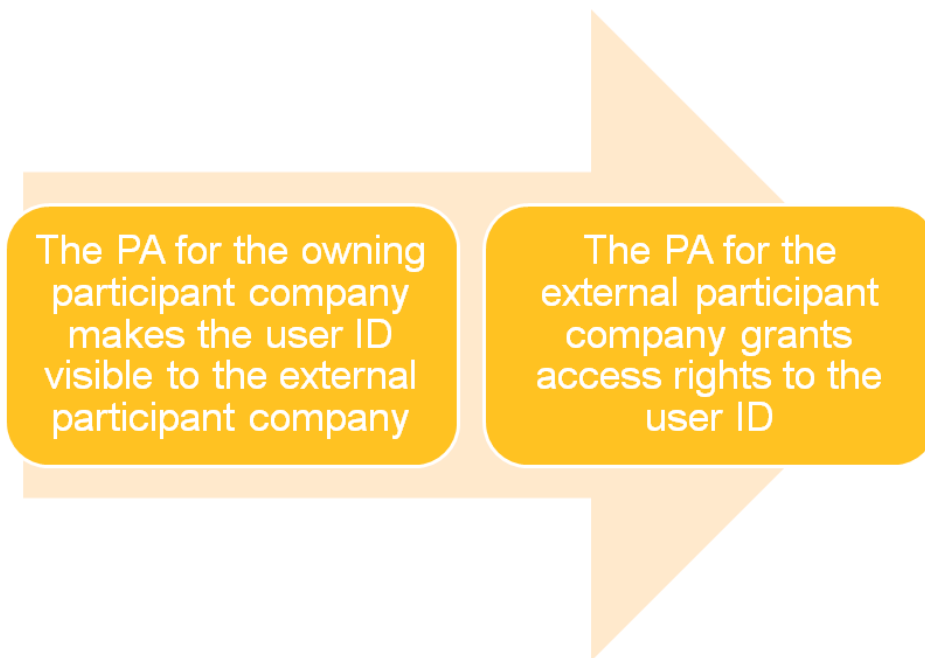 The PA for the owning
participant company
makes the user ID
visible to the external
participant company
The PA for the
external participant
company grants
access rights to the
user ID